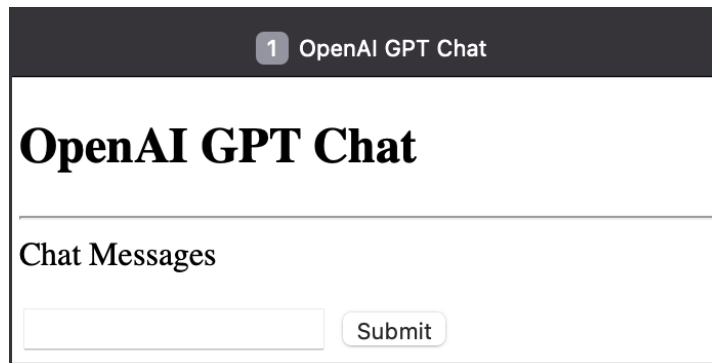 1 OpenAI GPT Chat
OpenAI GPT Chat
Chat Messages
Submit